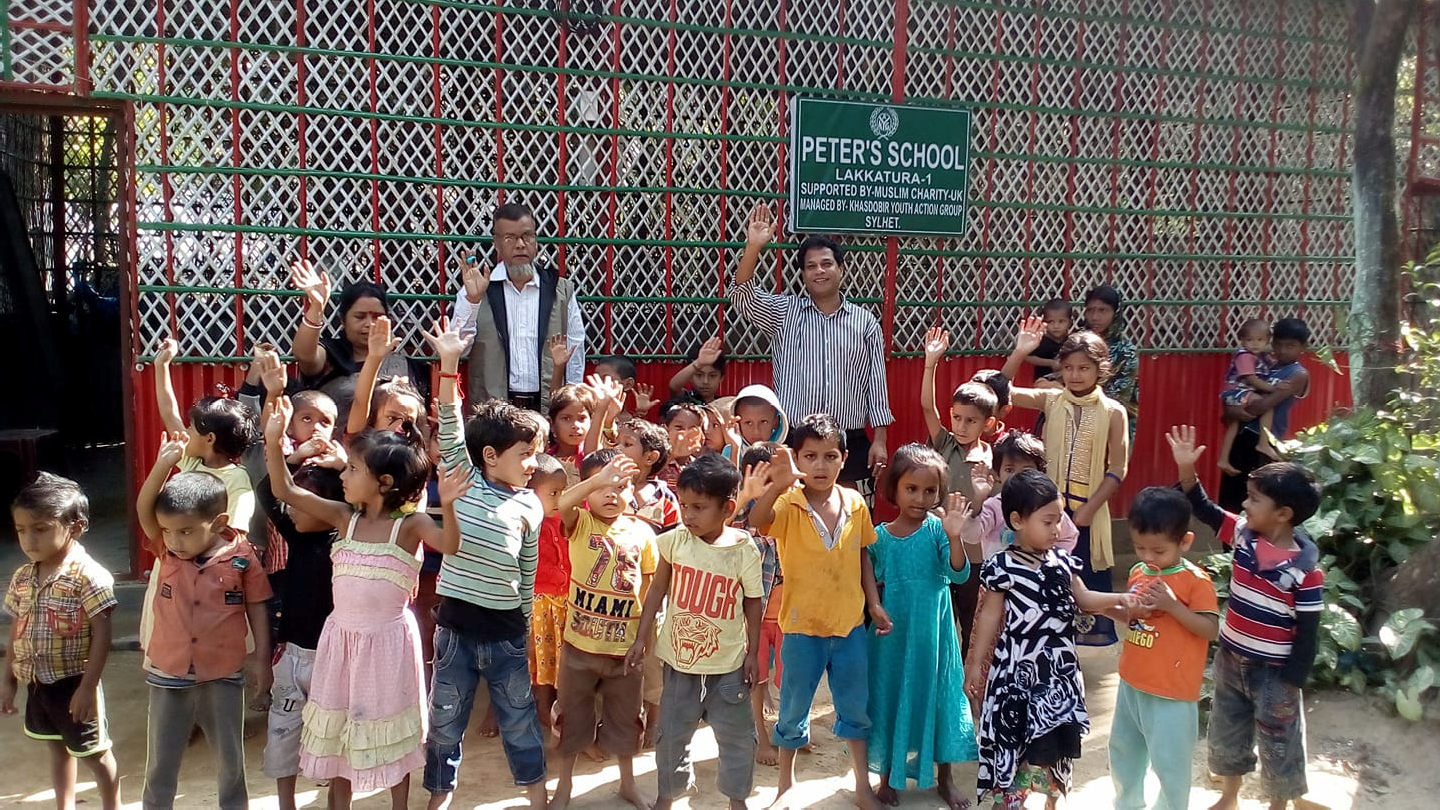 PETER'S SCHOOL
LAKKATURA-1
SUPPORTED BY-MUSLIM CHARITY-UK
MANAGED BY- KHASDOBIR YOUTH ACTION GROUP
SYLHET.
78
MIAMI
SOUTH
TOUGH